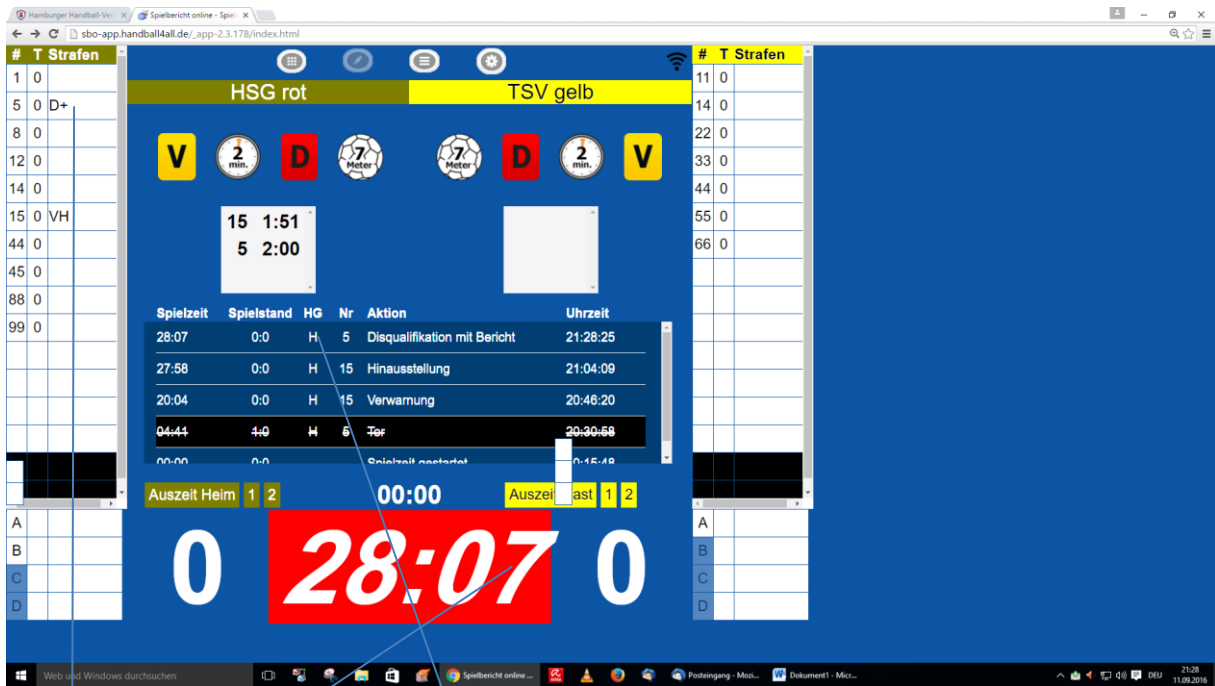 Hamburger Handball-Ver
Spielbericht online - Spiel
sbo-app.handball4all.de/_app-2.3.178/index.html
# T Strafen
1 0
5 0 D+
8 0
12 0
14 0
15 0 VH
44 0
45 0
88 0
99 0
A
B
C
D
HSG rot TSV gelb
V 2 min. D 7 Meter 7 Meter D 2 min. V
15 1:51
5 2:00
Spielzeit Spielstand HG Nr Aktion Uhrzeit
28:07 0:0 H 5 Disqualifikation mit Bericht 21:28:25
27:58 0:0 H 15 Hinausstellung 21:04:09
20:04 0:0 H 15 Verwarnung 20:46:20
04:41 1:0 H 5 Tor 20:30:58
00:00 0:0 Spielzeit gestartet 0:15:48
Auszeit Heim 1 2 00:00 Auszei ast 1 2
0 28:07 0
# T Strafen
11 0
14 0
22 0
33 0
44 0
55 0
66 0
A
B
C
D
Web und Windows durchsuchen
Spielbericht online ...
Posteingang - Mozi...
Dokument1 - Micr...
DEU
21:28
11.09.2016